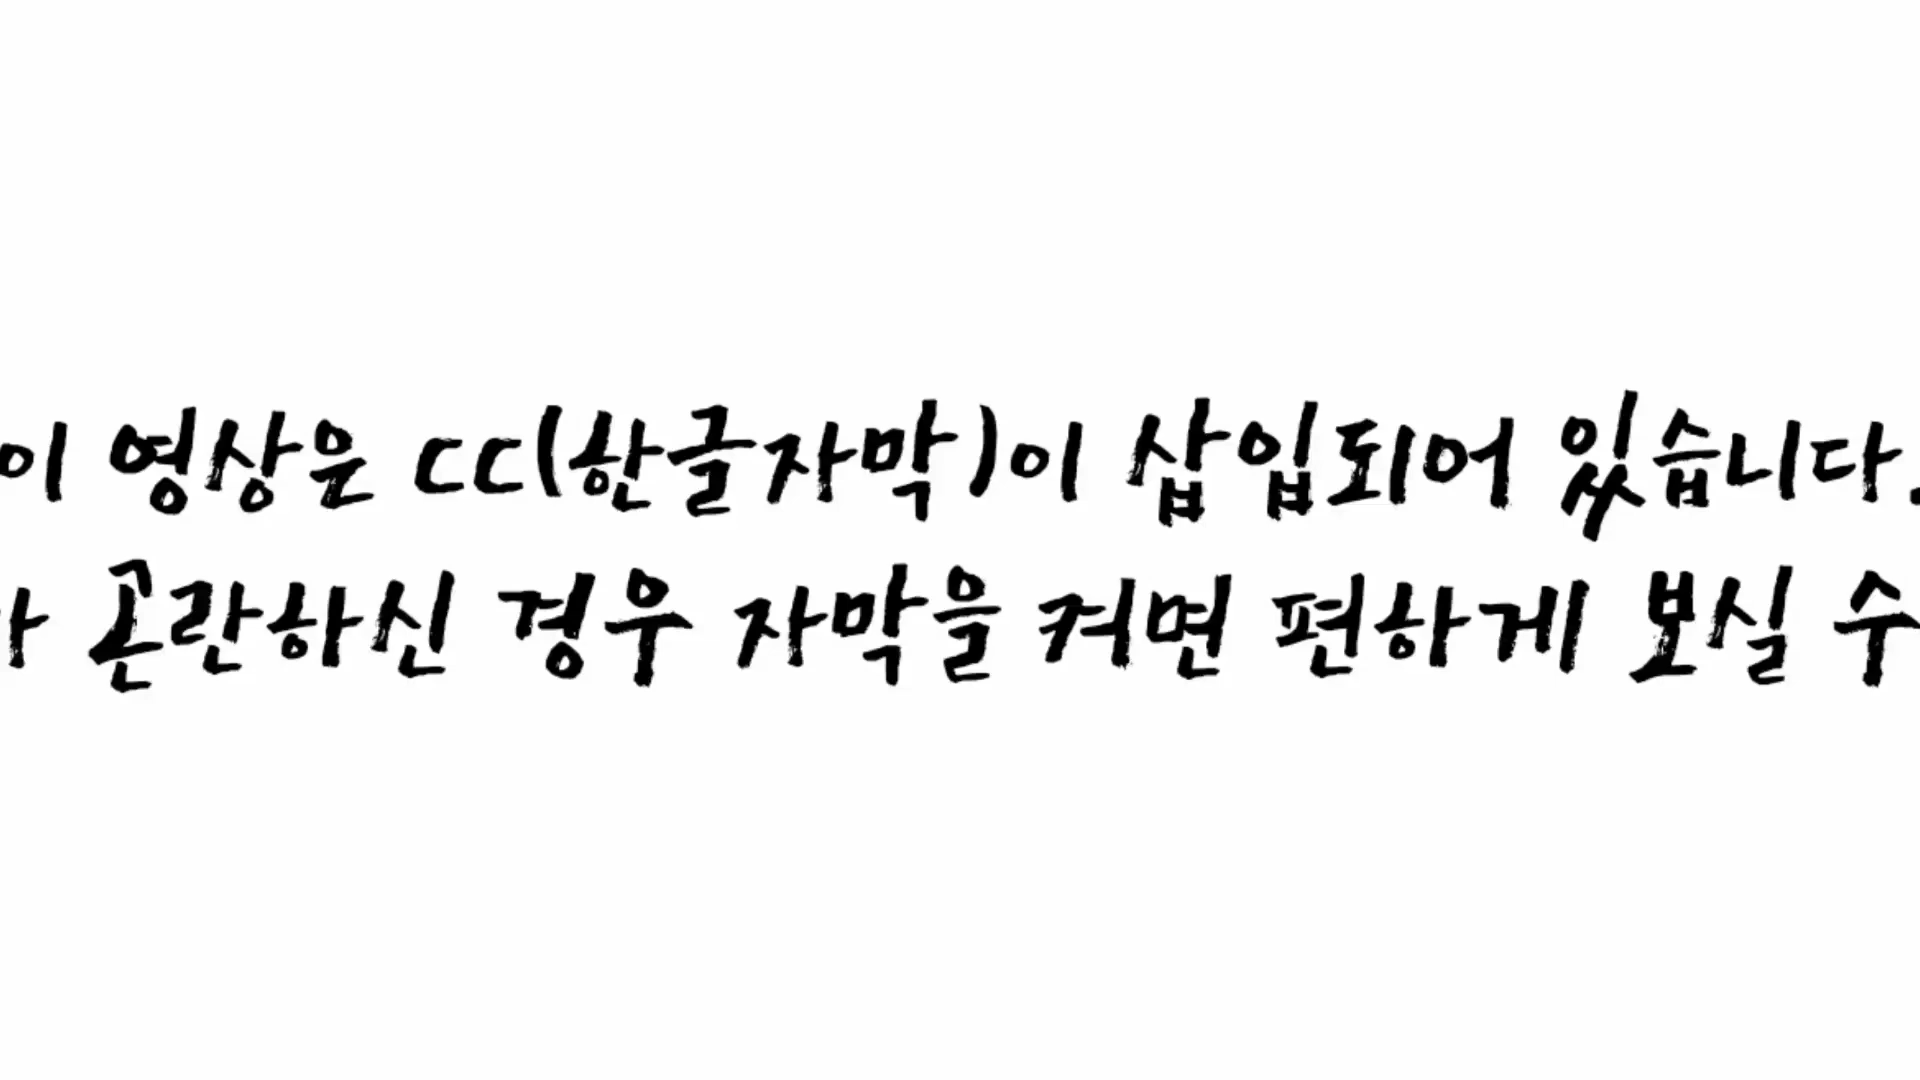 이 영상은 CC(한글자막)이 삽입되어 있습니다.
곤란하신 경우 자막을 켜면 편하게 보실 수